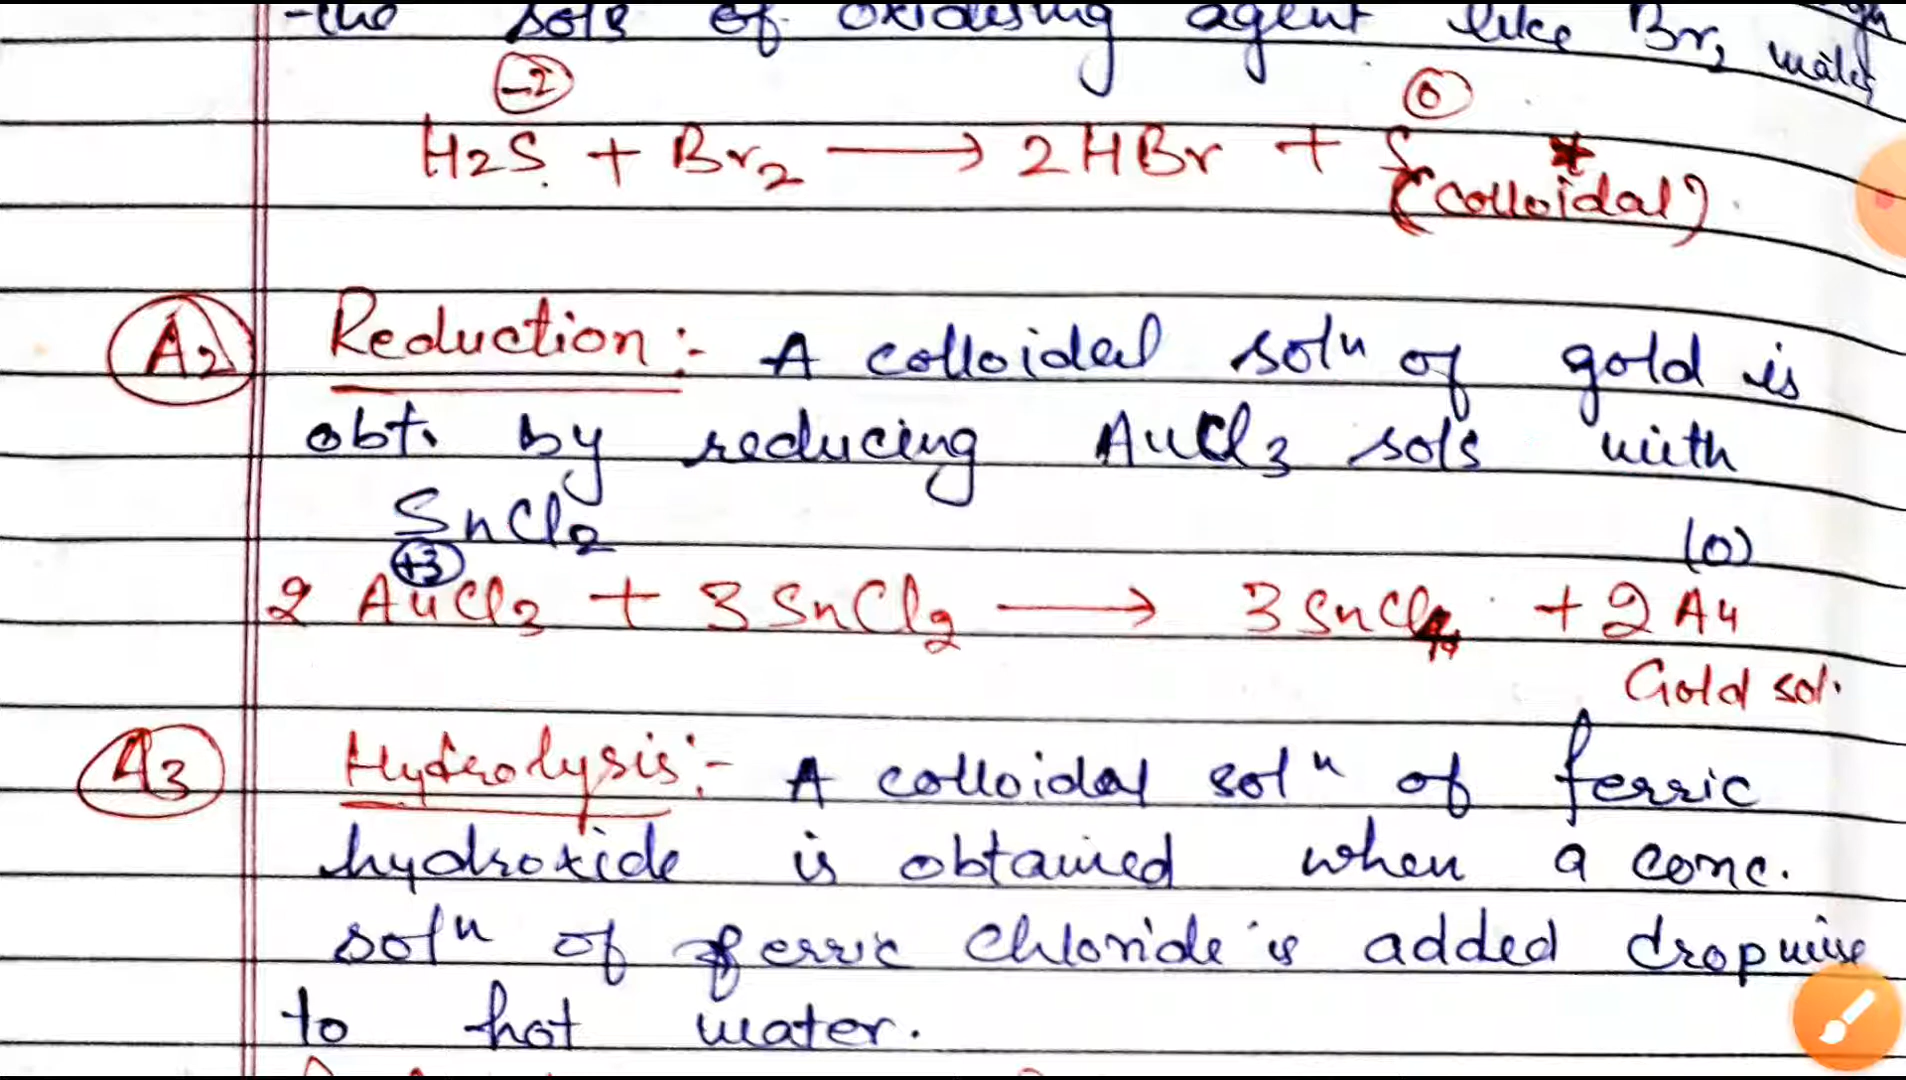 -the sols of oxidising agent like Br2 water
-2 0
H2S + Br2 → 2HBr + S
(colloidal)
A2 Reduction :- A colloidal solⁿ of gold is
obt. by reducing AuCl3 sols with
SnCl2
+3 (0)
2 AuCl3 + 3SnCl2 → 3SnCl4 + 2Au
Gold sol.
A3 Hydrolysis :- A colloidal solⁿ of ferric
hydroxide is obtained when a conc.
solⁿ of ferric chloride is added dropwise
to hot water.